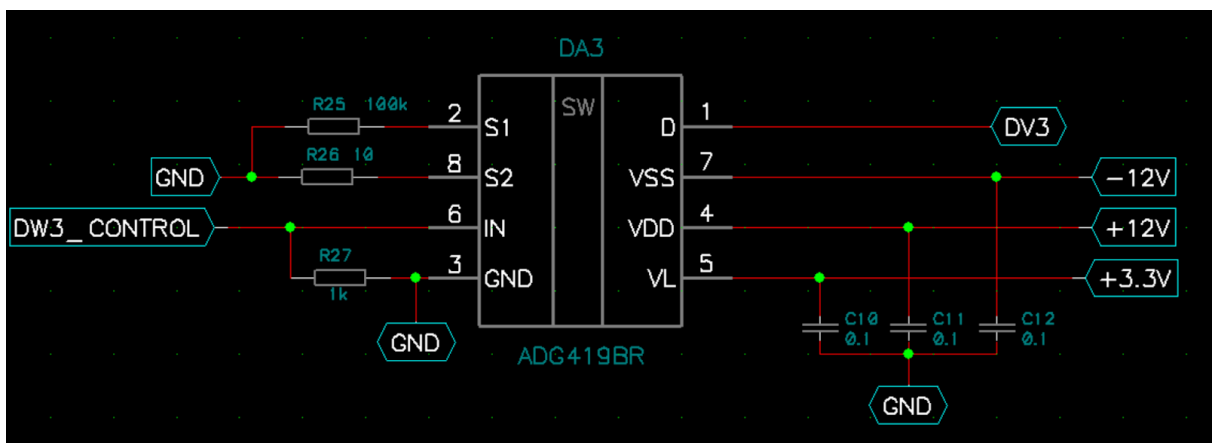 DA3
R25 100k
2
S1
SW
D
1
DV3
R26 10
GND
8
S2
VSS
7
-12V
DW3_CONTROL
6
IN
VDD
4
+12V
R27
1k
3
GND
VL
5
+3.3V
GND
C10
0.1
C11
0.1
C12
0.1
ADG419BR
GND